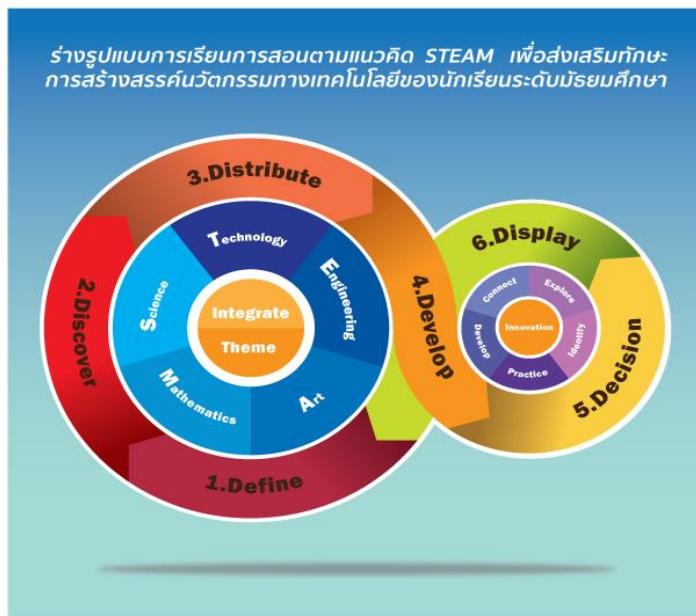 ร่างรูปแบบการเรียนการสอนตามแนวคิด STEAM เพื่อส่งเสริมทักษะ
การสร้างสรรค์นวัตกรรมทางเทคโนโลยีของนักเรียนระดับมัธยมศึกษา
1.Define
2.Discover
3.Distribute
4.Develop
5.Decision
6.Display
Science
Technology
Engineering
Art
Mathematics
Integrate
Theme
Connect
Explore
Identify
Practice
Develop
Innovation